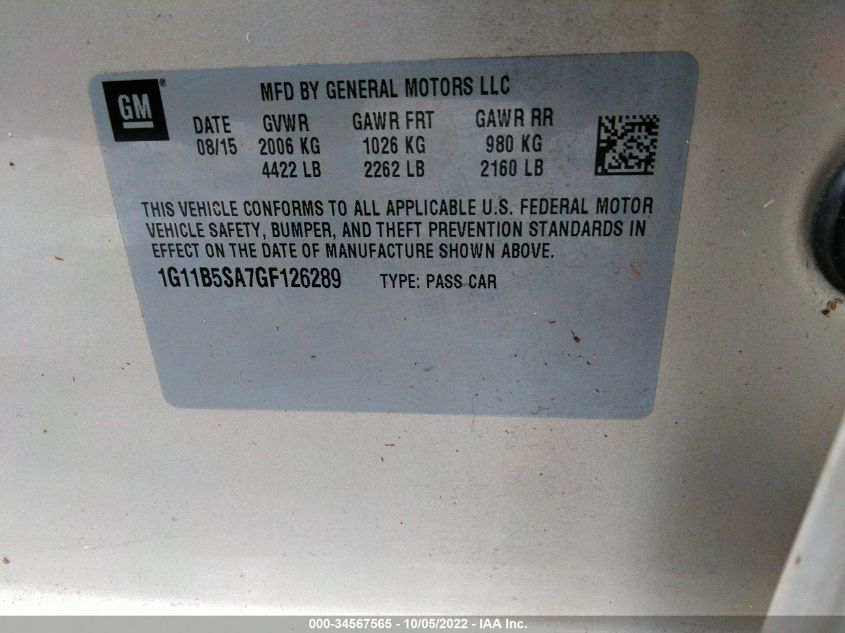 GM®
MFD BY GENERAL MOTORS LLC
DATE GVWR GAWR FRT GAWR RR
08/15 2006 KG 1026 KG 980 KG
4422 LB 2262 LB 2160 LB
THIS VEHICLE CONFORMS TO ALL APPLICABLE U.S. FEDERAL MOTOR
VEHICLE SAFETY, BUMPER, AND THEFT PREVENTION STANDARDS IN
EFFECT ON THE DATE OF MANUFACTURE SHOWN ABOVE.
1G11B5SA7GF126289 TYPE: PASS CAR
000-34567565 - 10/05/2022 - IAA Inc.